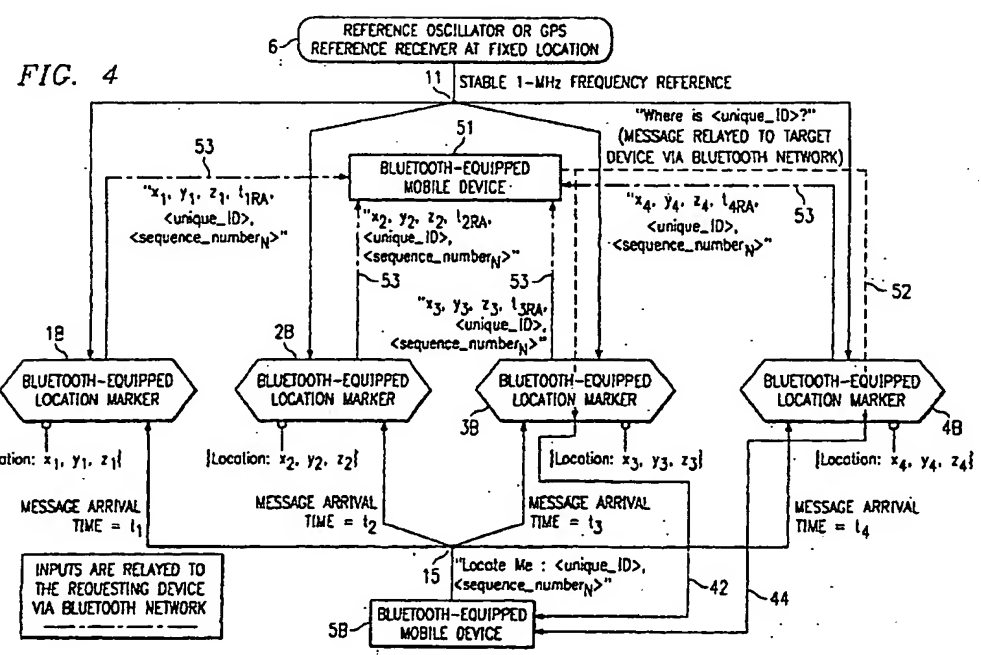 REFERENCE OSCILLATOR OR GPS
REFERENCE RECEIVER AT FIXED LOCATION
6
FIG. 4
11
STABLE 1-MHz FREQUENCY REFERENCE
"Where is <unique_ID>?"
(MESSAGE RELAYED TO TARGET
DEVICE VIA BLUETOOTH NETWORK)
51
BLUETOOTH-EQUIPPED
MOBILE DEVICE
53
"x1, y1, z1, t1RA,
<unique_ID>,
<sequence_numberN>"
"x2, y2, z2, t2RA,
<unique_ID>,
<sequence_numberN>"
53
"x4, y4, z4, t4RA,
<unique_ID>,
<sequence_numberN>"
53
53
"x3, y3, z3, t3RA,
<unique_ID>,
<sequence_numberN>"
52
1B
BLUETOOTH-EQUIPPED
LOCATION MARKER
2B
BLUETOOTH-EQUIPPED
LOCATION MARKER
3B
BLUETOOTH-EQUIPPED
LOCATION MARKER
4B
BLUETOOTH-EQUIPPED
LOCATION MARKER
ation: x1, y1, z1}
{Location: x2, y2, z2}
{Location: x3, y3, z3}
{Location: x4, y4, z4}
MESSAGE ARRIVAL
TIME = t1
MESSAGE ARRIVAL
TIME = t2
MESSAGE ARRIVAL
TIME = t3
MESSAGE ARRIVAL
TIME = t4
15
"Locate Me : <unique_ID>,
<sequence_numberN>"
42
44
INPUTS ARE RELAYED TO
THE REQUESTING DEVICE
VIA BLUETOOTH NETWORK
5B
BLUETOOTH-EQUIPPED
MOBILE DEVICE